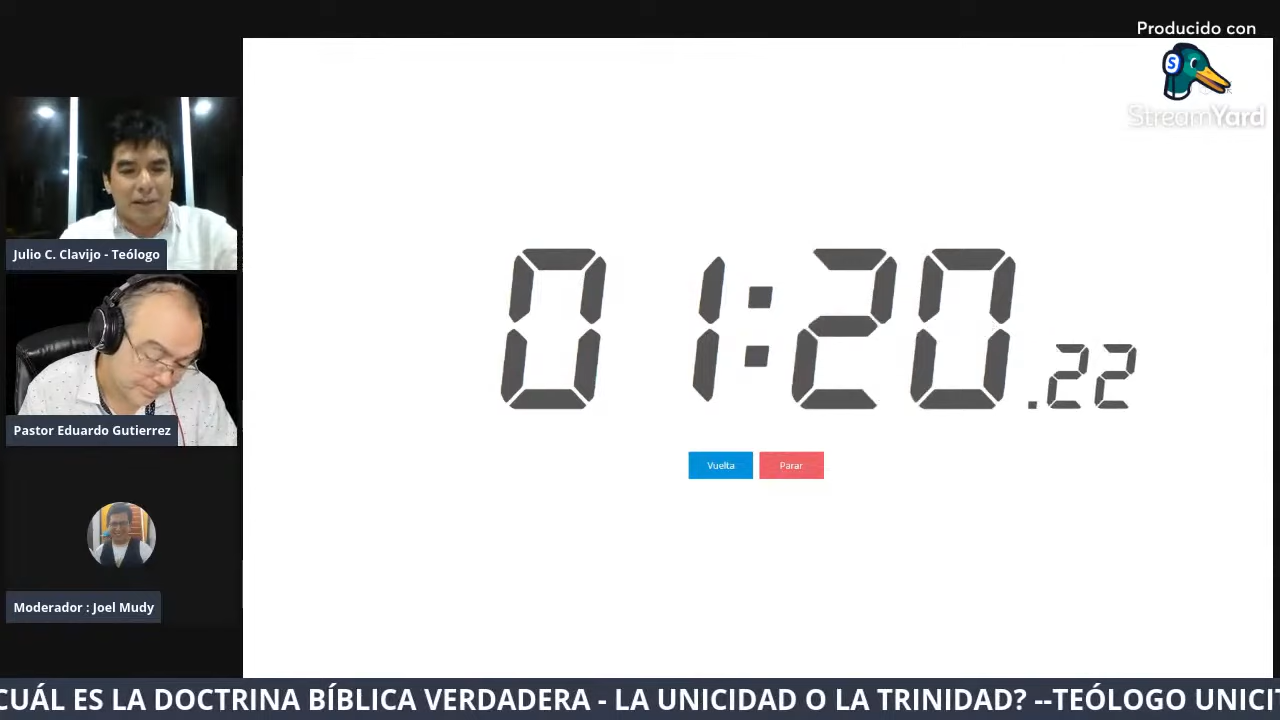 Producido con
StreamYard
Julio C. Clavijo - Teólogo
01:20.22
Pastor Eduardo Gutierrez
Vuelta
Parar
Moderador : Joel Mudy
CUÁL ES LA DOCTRINA BÍBLICA VERDADERA - LA UNICIDAD O LA TRINIDAD? --TEÓLOGO UNICIT